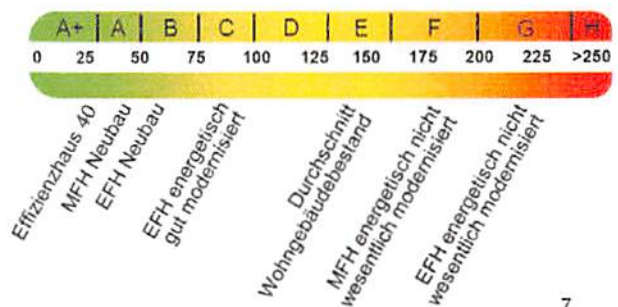 A+ A B C D E F G H
0 25 50 75 100 125 150 175 200 225 >250
Effizienzhaus 40
MFH Neubau
EFH Neubau
EFH energetisch
gut modernisiert
Durchschnitt
Wohngebäudebestand
MFH energetisch nicht
wesentlich modernisiert
EFH energetisch nicht
wesentlich modernisiert
7